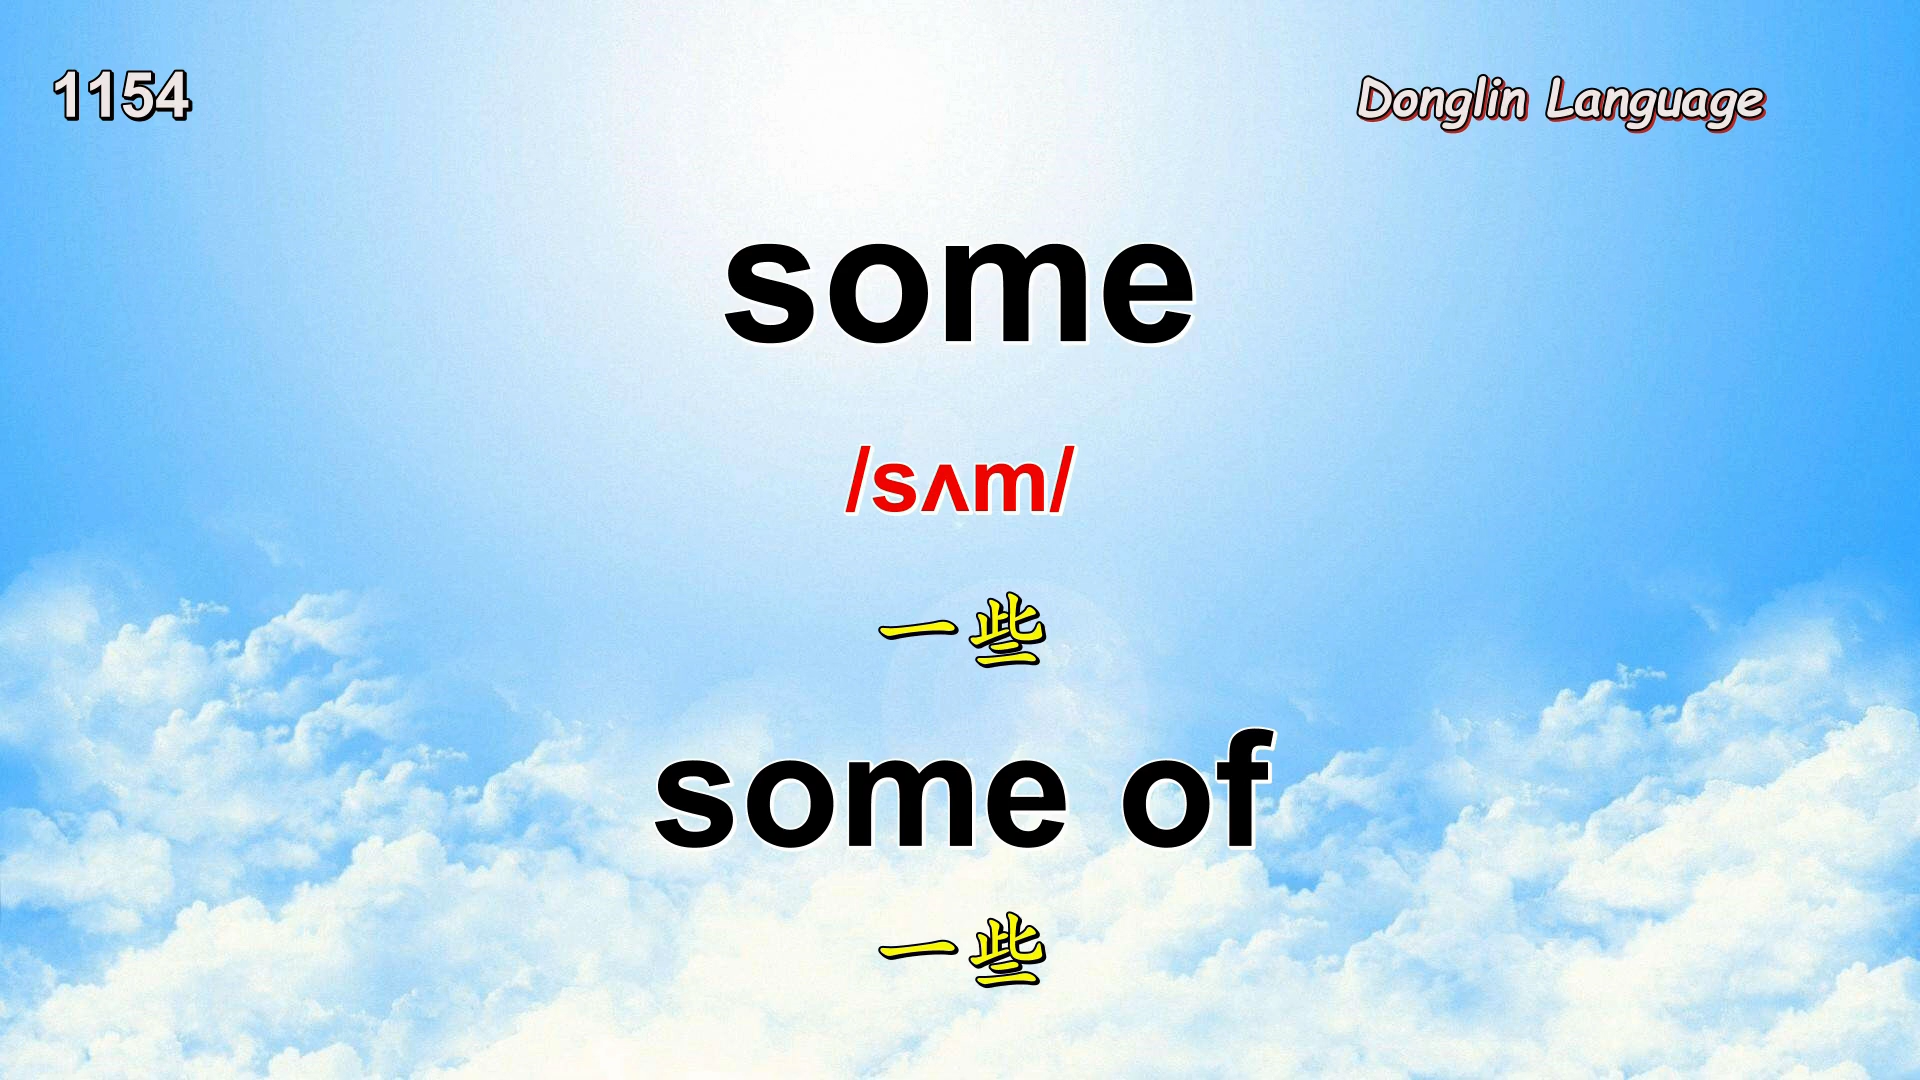 1154
Donglin Language
some
/sʌm/
一些
some of
一些